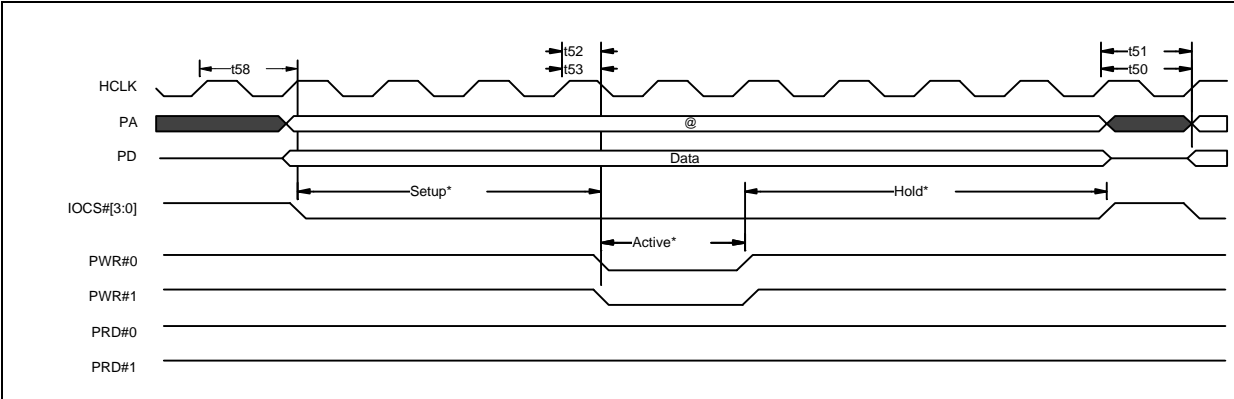 t52
t51
t58
t53
t50
HCLK
PA
@
PD
Data
Setup*
Hold*
IOCS#[3:0]
Active*
PWR#0
PWR#1
PRD#0
PRD#1